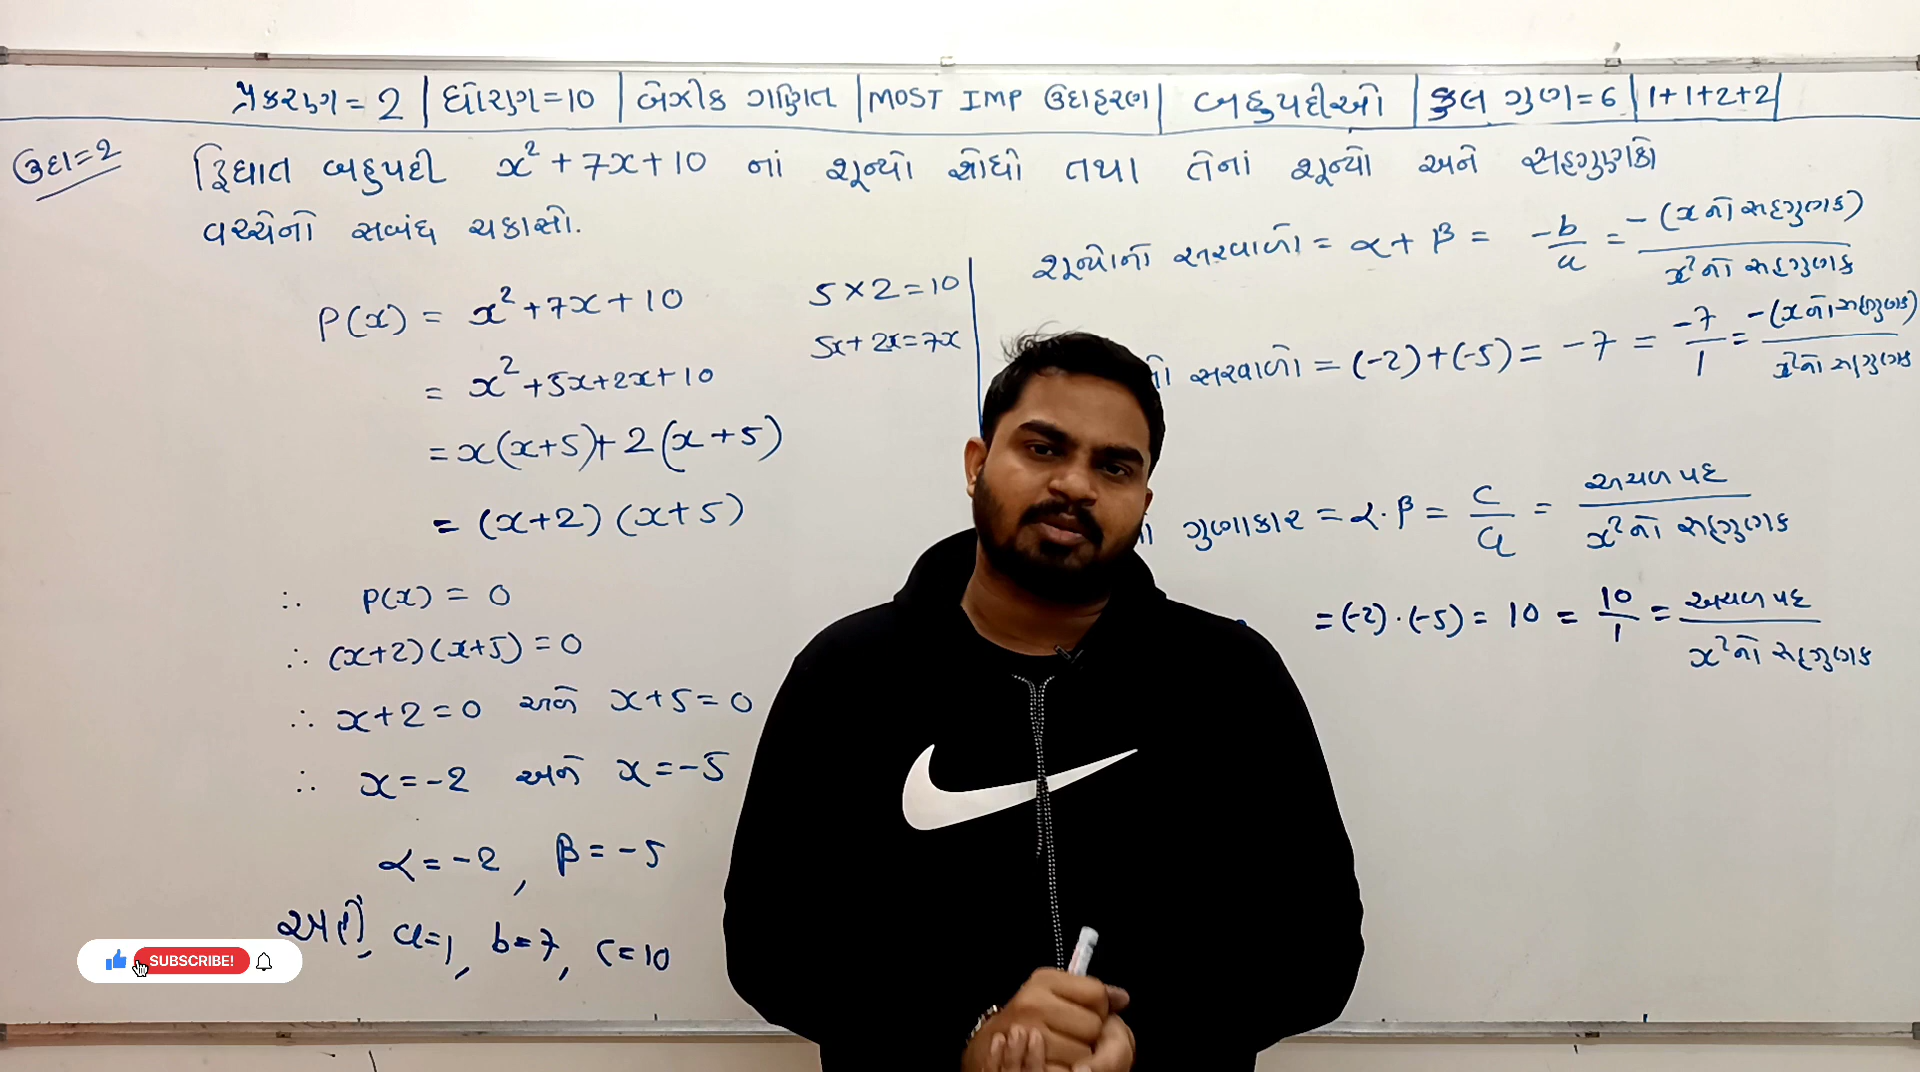 પ્રકરણ = 2 | ધોરણ = 10 | બેઝીક ગણિત | MOST IMP ઉદાહરણ | બહુપદીઓ | કુલ ગુણ = 6 | 1+1+2+2 |
ઉદા = 2
દ્વિઘાત બહુપદી x² + 7x + 10 નાં શૂન્યો શોધો તથા તેનાં શૂન્યો અને સહગુણકો
વચ્ચેનો સબંધ ચકાસો.
P(x) = x² + 7x + 10
= x² + 5x + 2x + 10
= x(x+5) + 2(x+5)
= (x+2)(x+5)
5 × 2 = 10
5x + 2x = 7x
∴ P(x) = 0
∴ (x+2)(x+5) = 0
∴ x+2 = 0 અને x+5 = 0
∴ x = -2 અને x = -5
α = -2, β = -5
અહીં, a=1, b=7, c=10
SUBSCRIBE!
શૂન્યોનો સરવાળો = α + β = -b/a = -(x નો સહગુણક)/x² નો સહગુણક
નો સરવાળો = (-2)+(-5) = -7 = -7/1 = -(x નો સહગુણક)/x² નો સહગુણક
ગુણાકાર = α·β = c/a = અચળ પદ/x² નો સહગુણક
= (-2)·(-5) = 10 = 10/1 = અચળ પદ/x² નો સહગુણક